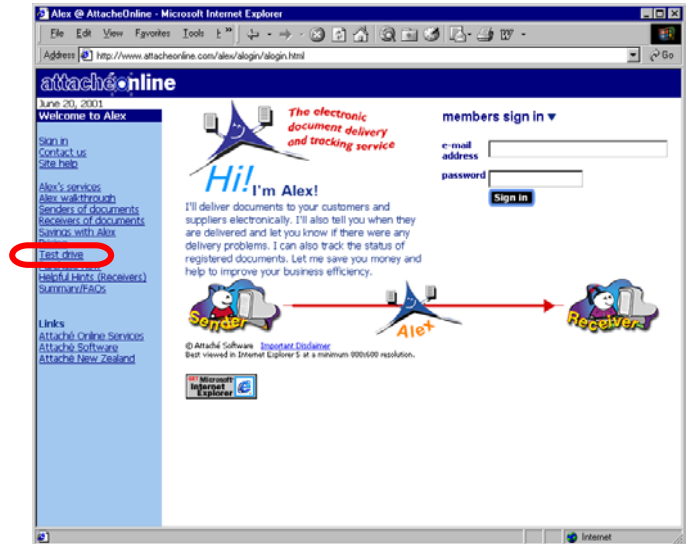 Alex @ AttacheOnline - Microsoft Internet Explorer
File Edit View Favorites Tools
Address http://www.attacheonline.com/alex/alogin/alogin.html Go
attachéonline
June 20, 2001
Welcome to Alex
Sign in
Contact us
Site help
Alex's services
Alex walkthrough
Senders of documents
Receivers of documents
Savings with Alex
Test drive
Helpful Hints (Receivers)
Summary/FAQs
Links
Attaché Online Services
Attaché Software
Attaché New Zealand
The electronic
document delivery
and tracking service
Hi! I'm Alex!
I'll deliver documents to your customers and
suppliers electronically. I'll also tell you when they
are delivered and let you know if there were any
delivery problems. I can also track the status of
registered documents. Let me save you money and
help to improve your business efficiency.
Sender
Alex
Receiver
© Attaché Software Important Disclaimer
Best viewed in Internet Explorer 5 at a minimum 800x600 resolution.
GET Microsoft
Internet
Explorer
members sign in
e-mail
address
password
Sign in
Internet